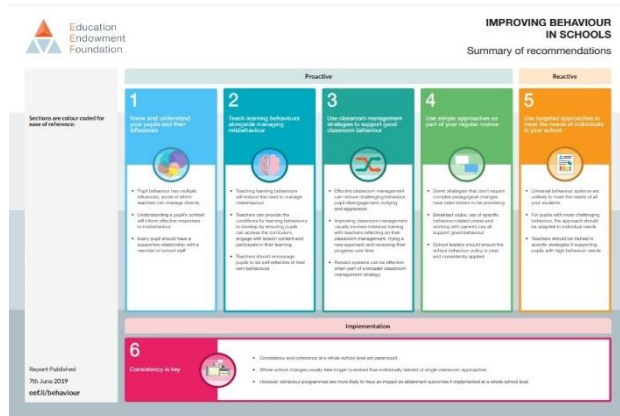 Education
Endowment
Foundation
IMPROVING BEHAVIOUR
IN SCHOOLS
Summary of recommendations
Sections are colour coded for
ease of reference:
Proactive
Reactive
1
Know and understand
your pupils and their
influences
• Pupil behaviour has multiple
influences, some of which
teachers can manage directly
• Understanding a pupil's context
will inform effective responses
to misbehaviour
• Every pupil should have a
supportive relationship with a
member of school staff
2
Teach learning behaviours
alongside managing
misbehaviour
• Teaching learning behaviours
will reduce the need to manage
misbehaviour
• Teachers can provide the
conditions for learning behaviours
to develop by ensuring pupils
can access the curriculum,
engage with lesson content and
participate in their learning
• Teachers should encourage
pupils to be self-reflective of their
own behaviours
3
Use classroom management
strategies to support good
classroom behaviour
• Effective classroom management
can reduce challenging behaviour,
pupil disengagement, bullying
and aggression
• Improving classroom management
usually involves intensive training
with teachers reflecting on their
classroom management, trying a
new approach and reviewing their
progress over time
• Reward systems can be effective
when part of a broader classroom
management strategy
4
Use simple approaches as
part of your regular routine
• Some strategies that don't require
complex pedagogical changes
have been shown to be promising
• Breakfast clubs, use of specific
behaviour-related praise and
working with parents can all
support good behaviour
• School leaders should ensure the
school behaviour policy is clear
and consistently applied
5
Use targeted approaches to
meet the needs of individuals
in your school
• Universal behaviour systems are
unlikely to meet the needs of all
your students
• For pupils with more challenging
behaviour, the approach should
be adapted to individual needs
• Teachers should be trained in
specific strategies if supporting
pupils with high behaviour needs
Implementation
6
Consistency is key
• Consistency and coherence at a whole school level are paramount
• Whole school changes usually take longer to embed than individually tailored or single classroom approaches
• However, behaviour programmes are more likely to have an impact on attainment outcomes if implemented at a whole school level
Report Published
7th June 2019
eef.li/behaviour